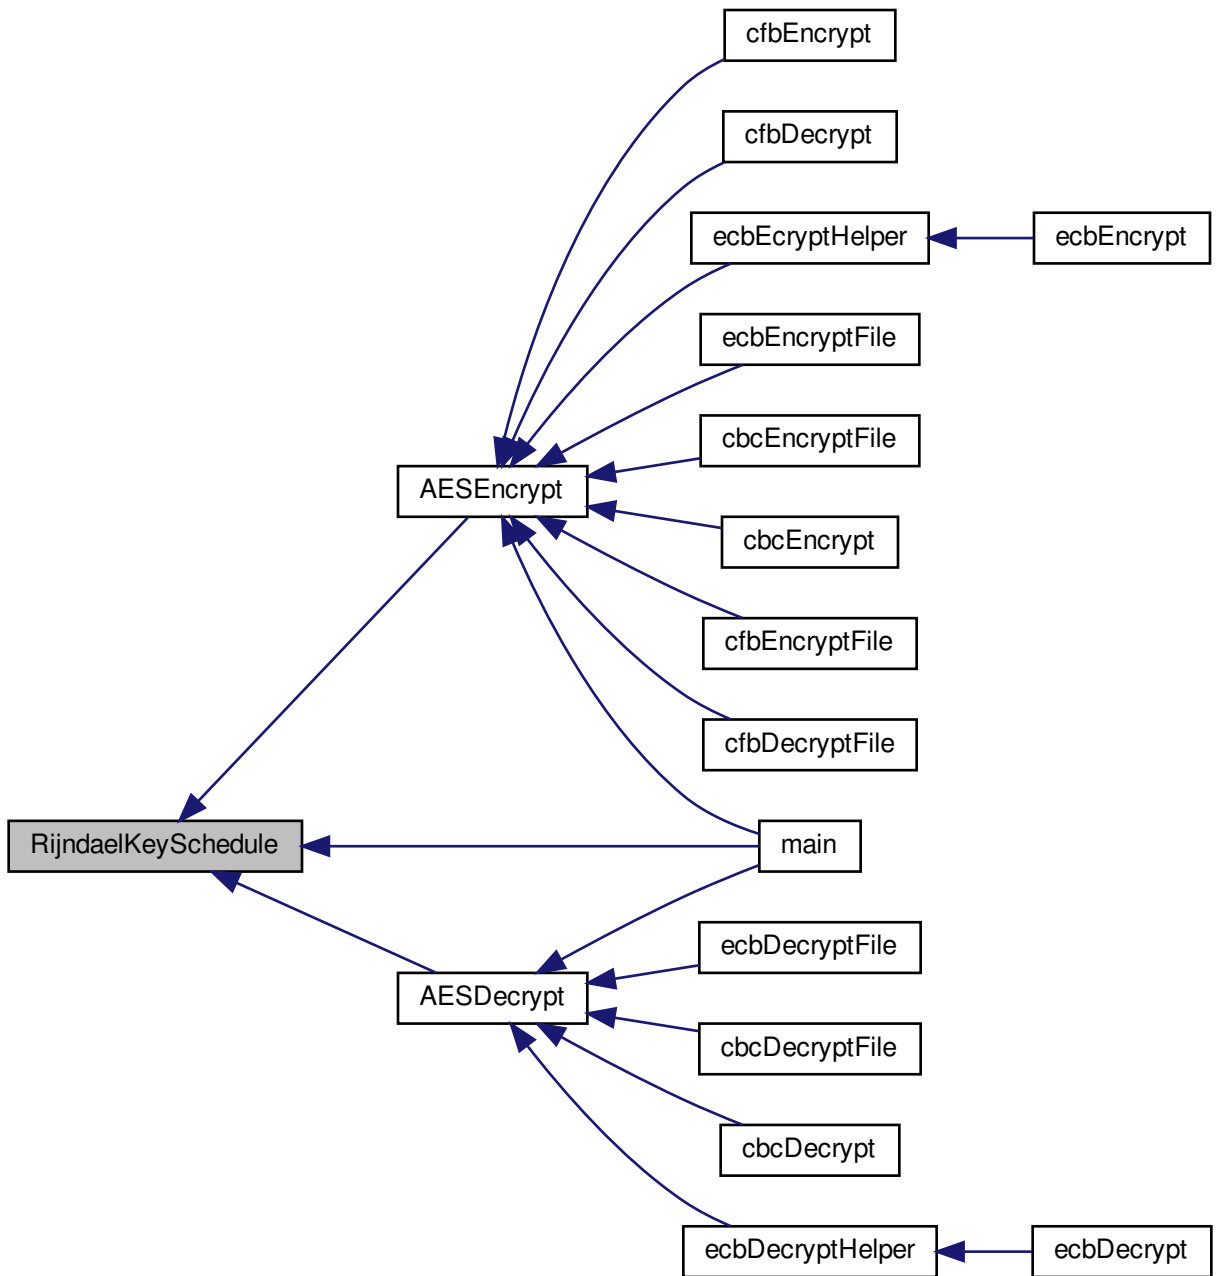 cfbEncrypt
cfbDecrypt
ecbEcryptHelper
ecbEncrypt
ecbEncryptFile
cbcEncryptFile
AESEncrypt
cbcEncrypt
cfbEncryptFile
cfbDecryptFile
RijndaelKeySchedule
main
ecbDecryptFile
AESDecrypt
cbcDecryptFile
cbcDecrypt
ecbDecryptHelper
ecbDecrypt